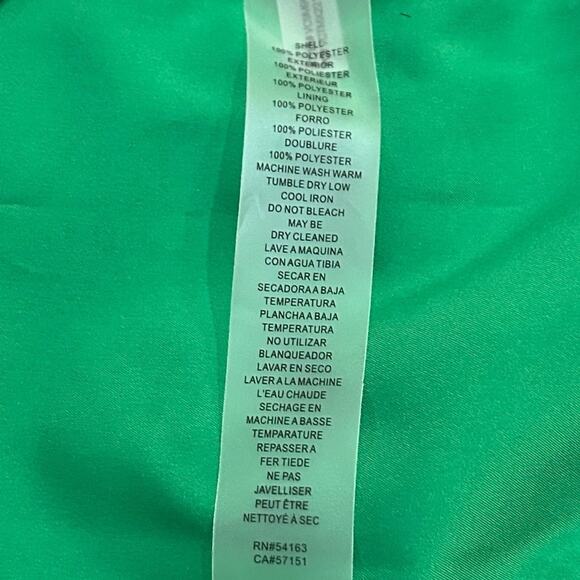 SHELL
100% POLYESTER
EXTERIOR
100% POLIESTER
EXTERIEUR
100% POLYESTER
LINING
100% POLYESTER
FORRO
100% POLIESTER
DOUBLURE
100% POLYESTER
MACHINE WASH WARM
TUMBLE DRY LOW
COOL IRON
DO NOT BLEACH
MAY BE
DRY CLEANED
LAVE A MAQUINA
CON AGUA TIBIA
SECAR EN
SECADORA A BAJA
TEMPERATURA
PLANCHA A BAJA
TEMPERATURA
NO UTILIZAR
BLANQUEADOR
LAVAR EN SECO
LAVER A LA MACHINE
L'EAU CHAUDE
SECHAGE EN
MACHINE A BASSE
TEMPARATURE
REPASSER A
FER TIEDE
NE PAS
JAVELLISER
PEUT ÊTRE
NETTOYÉ À SEC
RN#54163
CA#57151